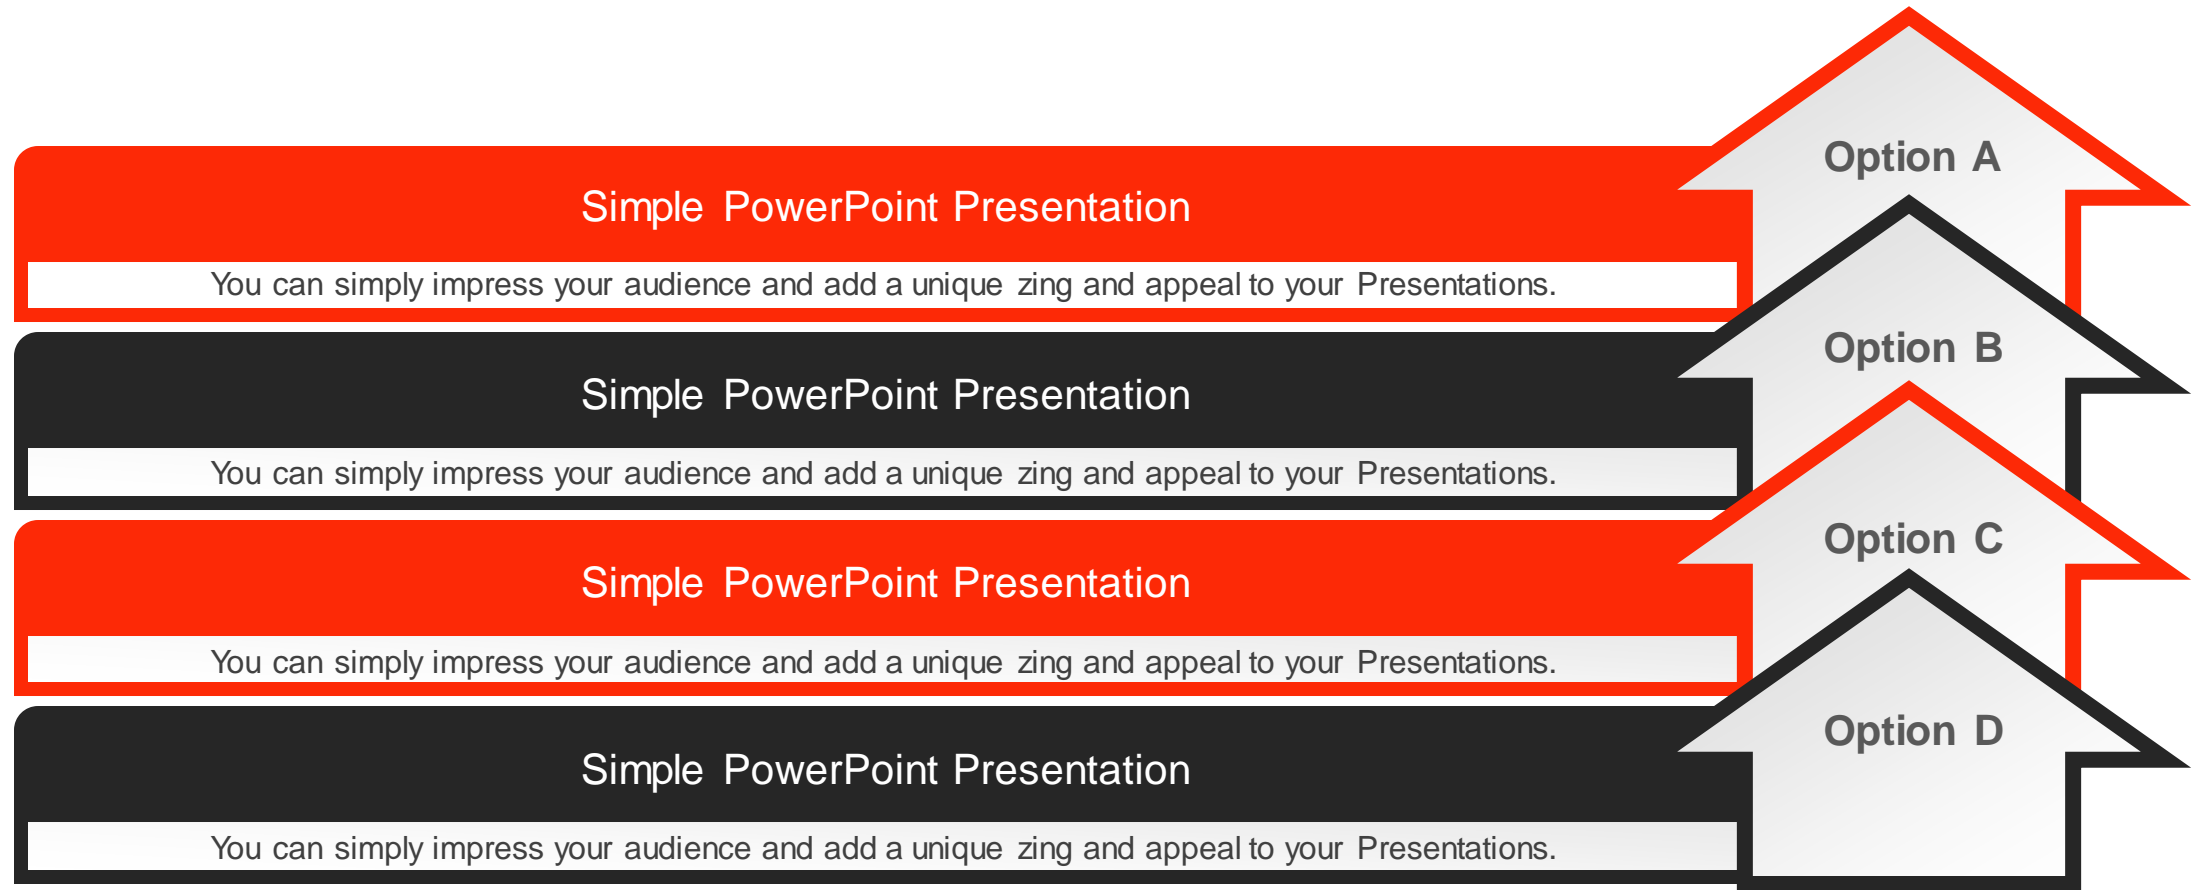 Option A
Simple PowerPoint Presentation
You can simply impress your audience and add a unique zing and appeal to your Presentations.
Option B
Simple PowerPoint Presentation
You can simply impress your audience and add a unique zing and appeal to your Presentations.
Option C
Simple PowerPoint Presentation
You can simply impress your audience and add a unique zing and appeal to your Presentations.
Option D
Simple PowerPoint Presentation
You can simply impress your audience and add a unique zing and appeal to your Presentations.